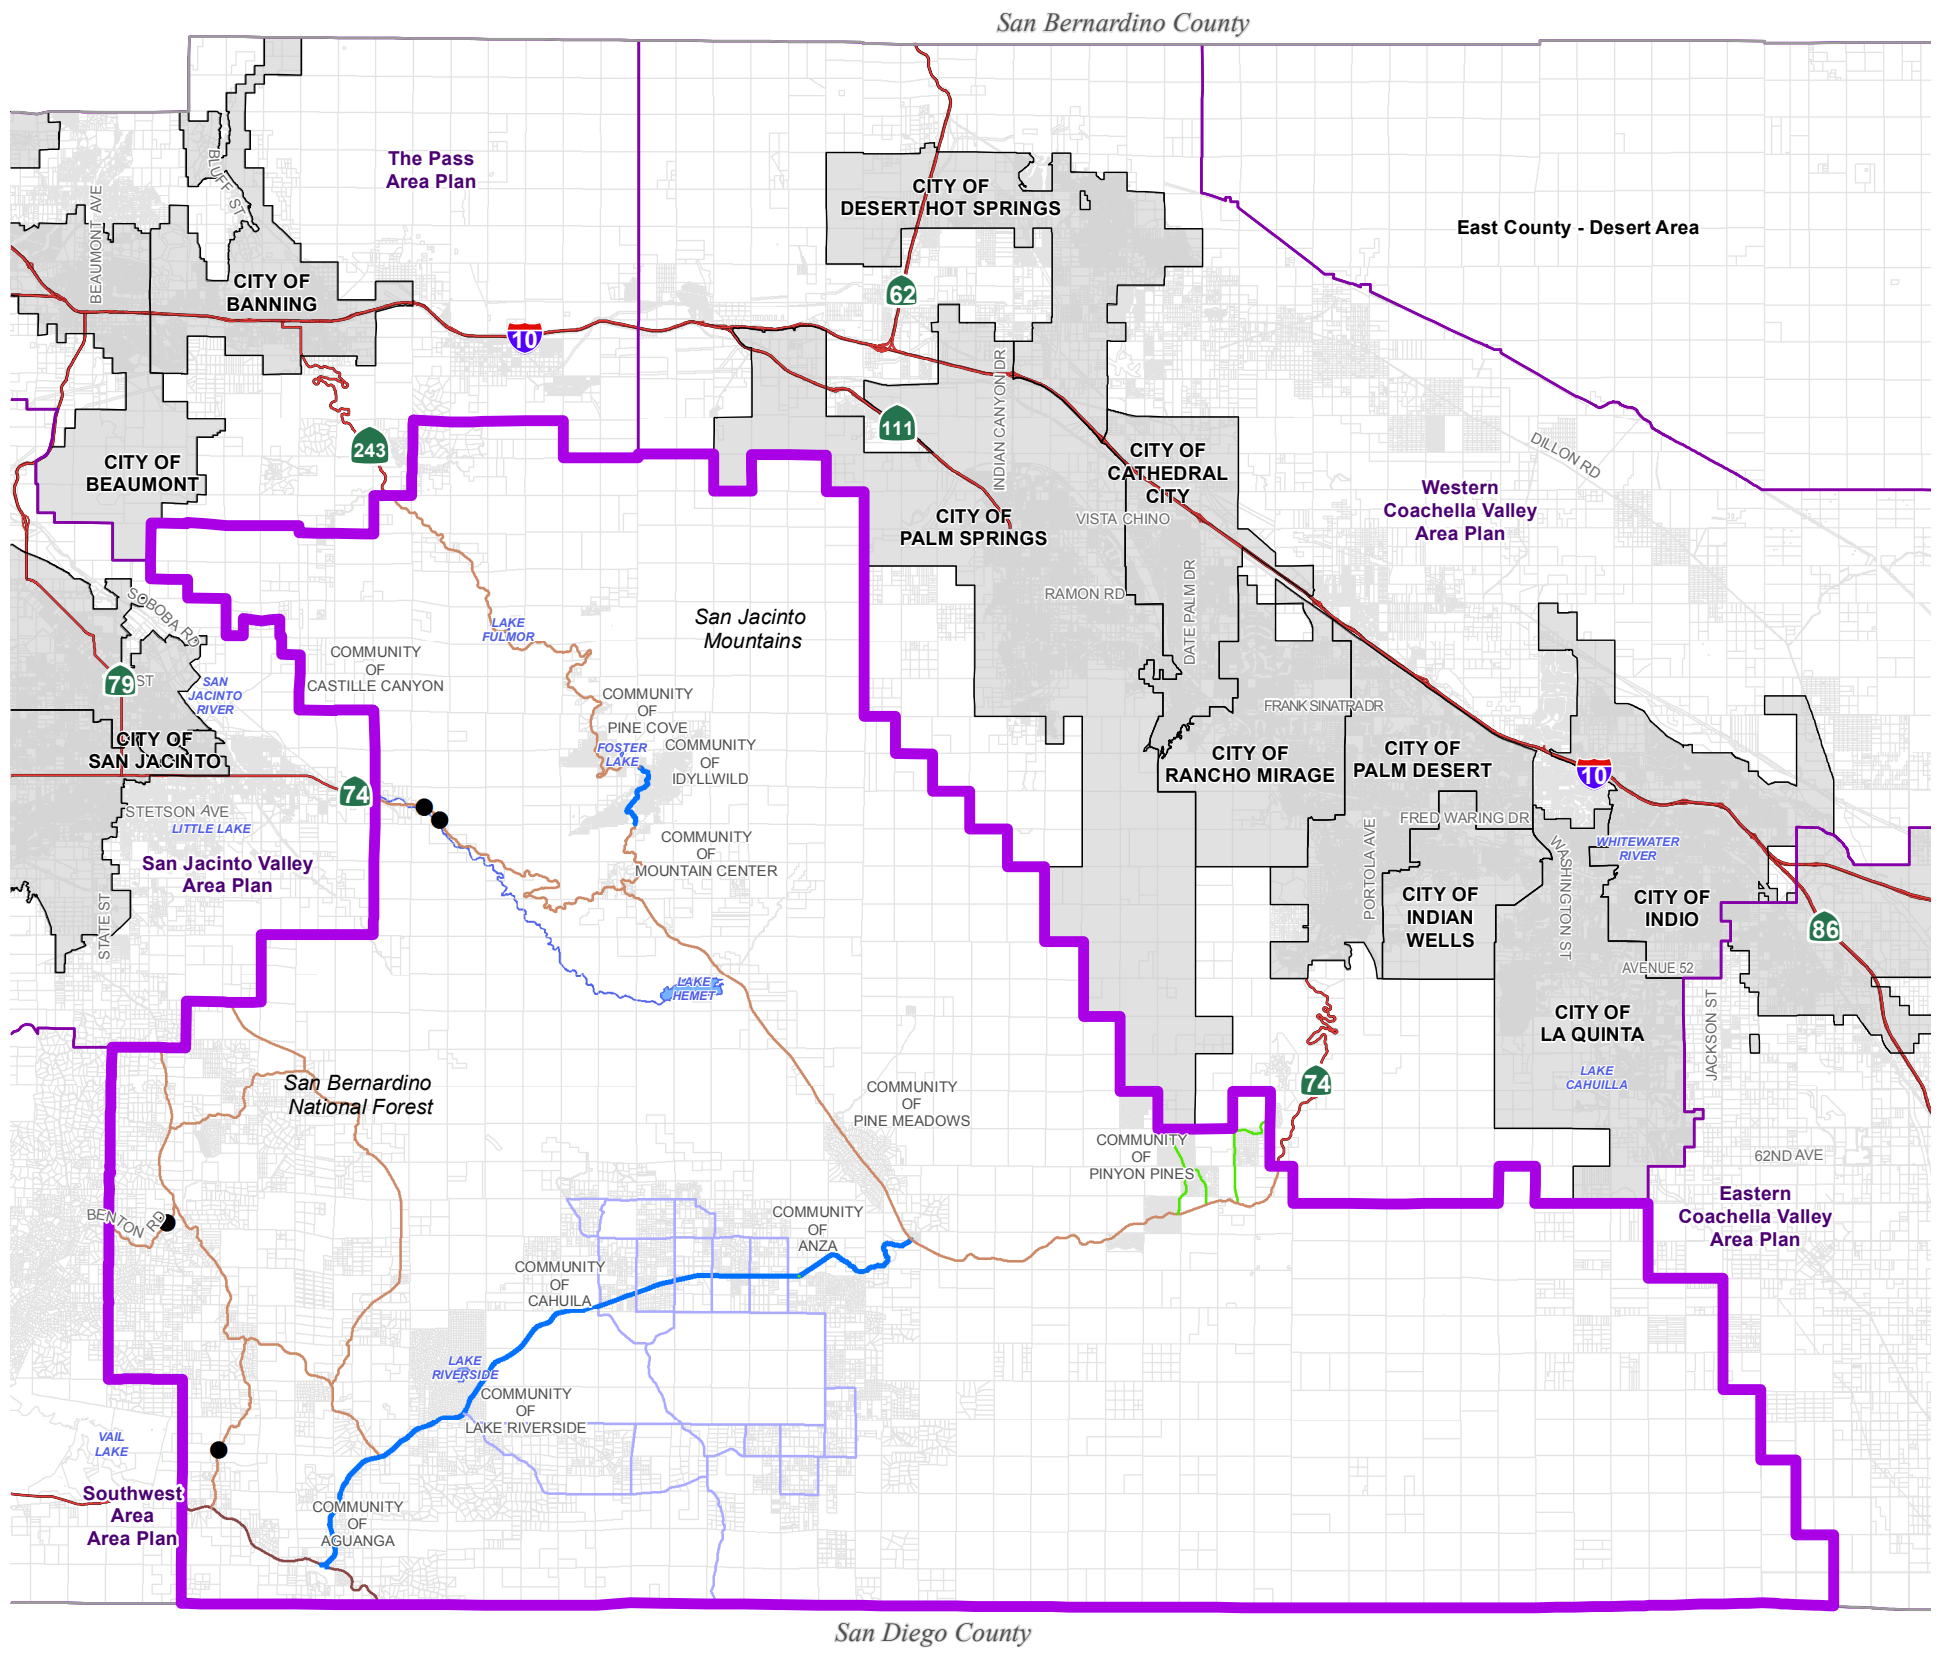 San Bernardino County
The Pass
Area Plan
BLUFF ST
BEAUMONT AVE
CITY OF
DESERT HOT SPRINGS
East County - Desert Area
CITY OF
BANNING
62
10
INDIAN CANYON DR
111
243
CITY OF
BEAUMONT
CITY OF
CATHEDRAL
CITY
DILLON RD
Western
Coachella Valley
Area Plan
CITY OF
PALM SPRINGS
VISTA CHINO
RAMON RD
DATE PALM DR
SOBOBA RD
LAKE
FULMOR
San Jacinto
Mountains
COMMUNITY
OF
CASTILLE CANYON
79
ST
SAN
JACINTO
RIVER
COMMUNITY
OF
PINE COVE
FRANK SINATRA DR
CITY OF
SAN JACINTO
FOSTER
LAKE
COMMUNITY
OF
IDYLLWILD
CITY OF
RANCHO MIRAGE
CITY OF
PALM DESERT
10
74
STETSON AVE
LITTLE LAKE
FRED WARING DR
WHITEWATER
RIVER
COMMUNITY
OF
MOUNTAIN CENTER
San Jacinto Valley
Area Plan
PORTOLA AVE
WASHINGTON ST
CITY OF
INDIAN
WELLS
CITY OF
INDIO
STATE ST
86
AVENUE 52
LAKE
HEMET
CITY OF
LA QUINTA
JACKSON ST
LAKE
CAHUILLA
San Bernardino
National Forest
74
COMMUNITY
OF
PINE MEADOWS
COMMUNITY
OF
PINYON PINES
62ND AVE
Eastern
Coachella Valley
Area Plan
BENTON RD
COMMUNITY
OF
ANZA
COMMUNITY
OF
CAHUILA
LAKE
RIVERSIDE
COMMUNITY
OF
LAKE RIVERSIDE
VAIL
LAKE
Southwest
Area
Area Plan
COMMUNITY
OF
AGUANGA
San Diego County